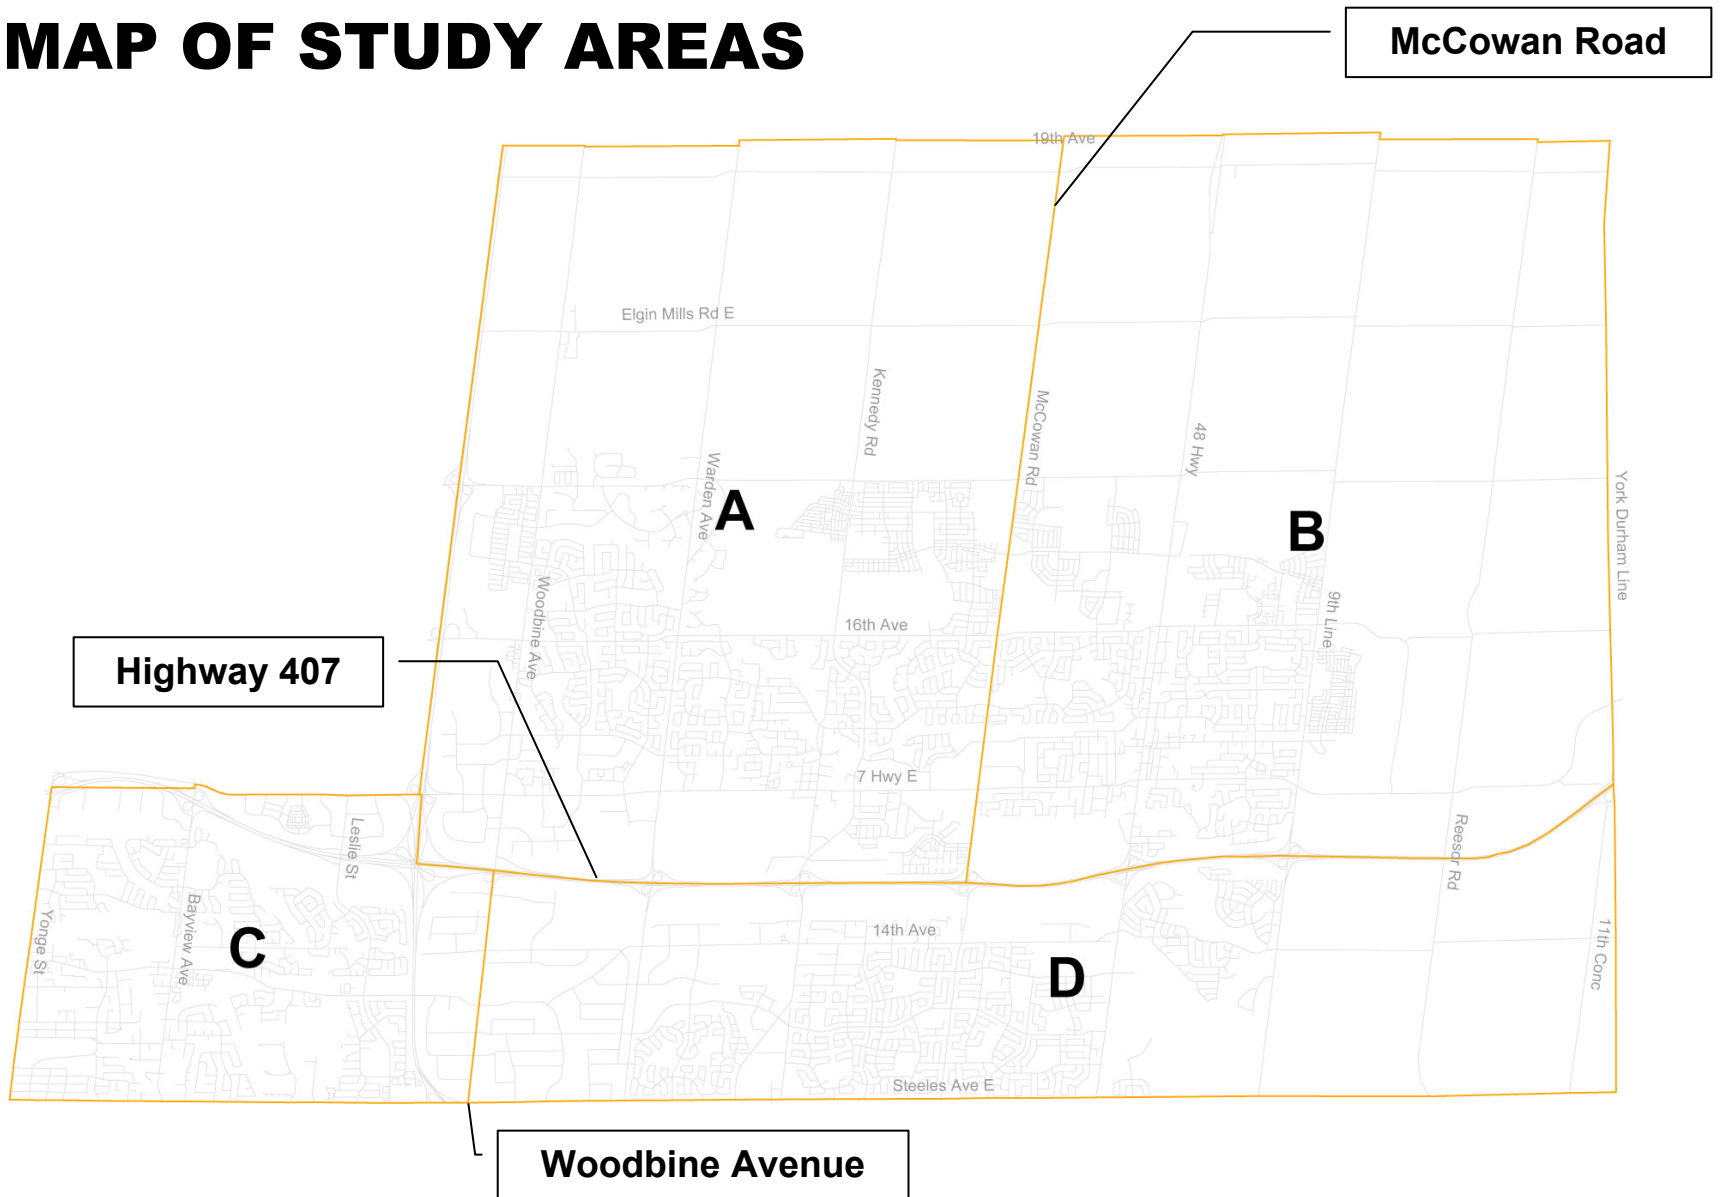 MAP OF STUDY AREAS
McCowan Road
19th Ave
Elgin Mills Rd E
Kennedy Rd
McCowan Rd
48 Hwy
Warden Ave
York Durham Line
A
B
Woodbine Ave
16th Ave
9th Line
Highway 407
7 Hwy E
Leslie St
Reesor Rd
Yonge St
Bayview Ave
C
14th Ave
D
11th Conc
Steeles Ave E
Woodbine Avenue